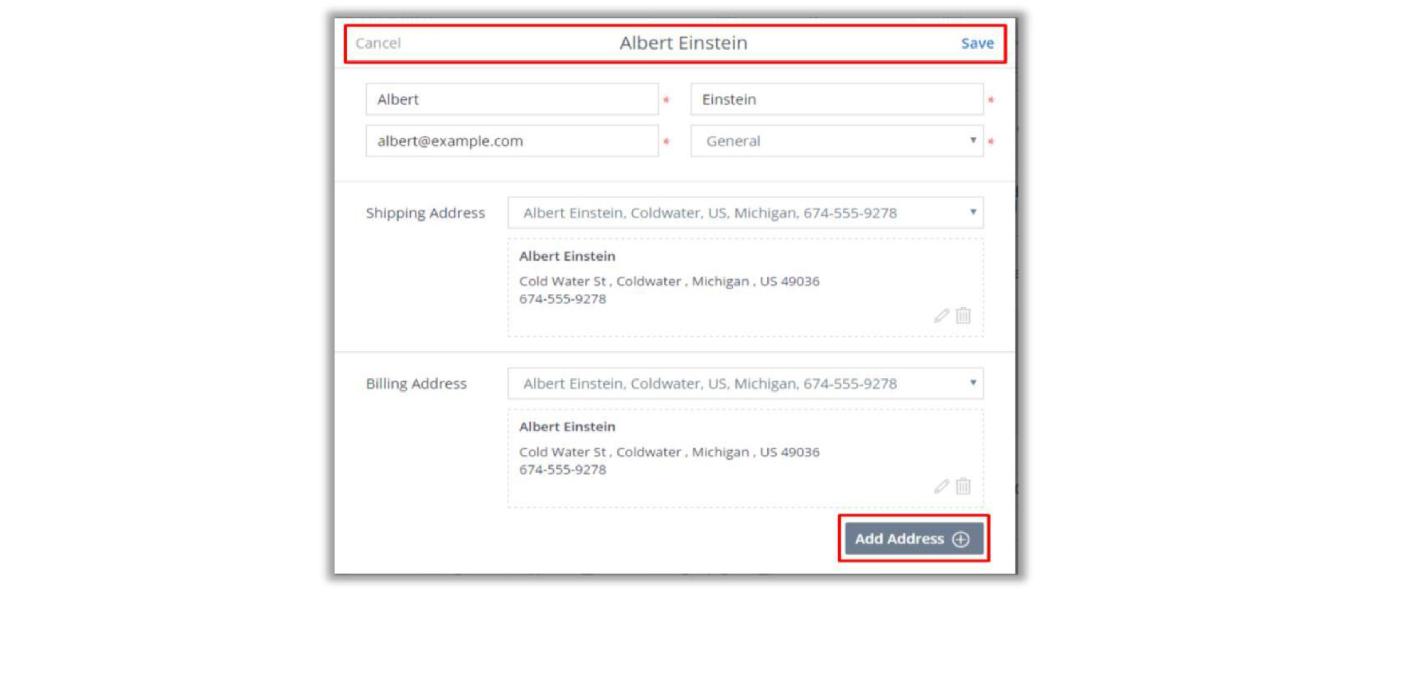 Cancel Albert Einstein Save
Albert * Einstein *
albert@example.com * General *
Shipping Address Albert Einstein, Coldwater, US, Michigan, 674-555-9278
Albert Einstein
Cold Water St , Coldwater , Michigan , US 49036
674-555-9278
Billing Address Albert Einstein, Coldwater, US, Michigan, 674-555-9278
Albert Einstein
Cold Water St , Coldwater , Michigan , US 49036
674-555-9278
Add Address